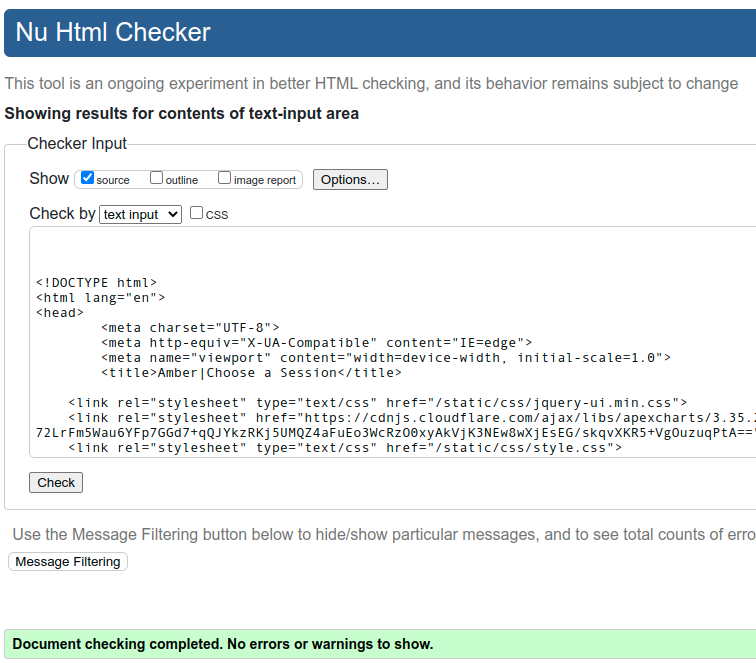 Nu Html Checker
This tool is an ongoing experiment in better HTML checking, and its behavior remains subject to change
Showing results for contents of text-input area
Checker Input
Show source outline image report Options...
Check by text input css
<!DOCTYPE html>
<html lang="en">
<head>
<meta charset="UTF-8">
<meta http-equiv="X-UA-Compatible" content="IE=edge">
<meta name="viewport" content="width=device-width, initial-scale=1.0">
<title>Amber|Choose a Session</title>
<link rel="stylesheet" type="text/css" href="/static/css/jquery-ui.min.css">
<link rel="stylesheet" href="https://cdnjs.cloudflare.com/ajax/libs/apexcharts/3.35.
72LrFm5Wau6YFp7GGd7+qQJYkzRKj5UMQZ4aFuEo3WcRzO0xyAkVjK3NEw8wXjEsEG/skqvXKR5+VgOuzuqPtA=="
<link rel="stylesheet" type="text/css" href="/static/css/style.css">
Check
Use the Message Filtering button below to hide/show particular messages, and to see total counts of erro
Message Filtering
Document checking completed. No errors or warnings to show.